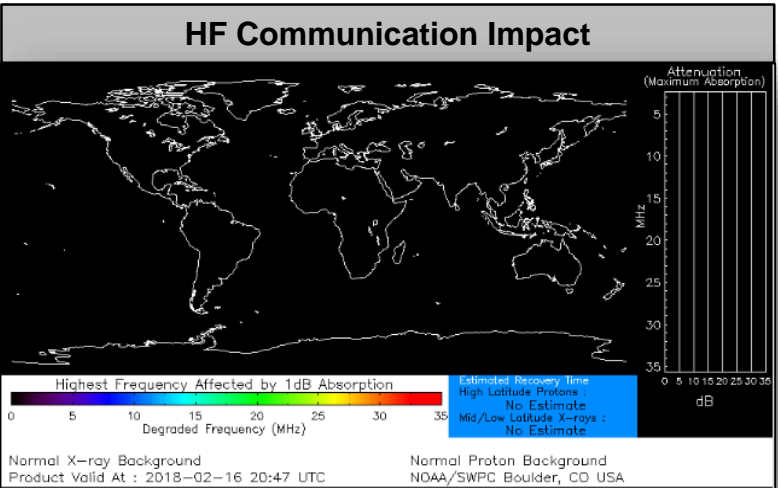 HF Communication Impact
Attenuation
(Maximum Absorption)
5
10
15
20
25
30
35
MHz
0 5 10 15 20 25 30 35
dB
Highest Frequency Affected by 1dB Absorption
0 5 10 15 20 25 30 35
Degraded Frequency (MHz)
Estimated Recovery Time
High Latitude Protons :
No Estimate
Mid/Low Latitude X-rays :
No Estimate
Normal X-ray Background
Normal Proton Background
Product Valid At : 2018-02-16 20:47 UTC
NOAA/SWPC Boulder, CO USA